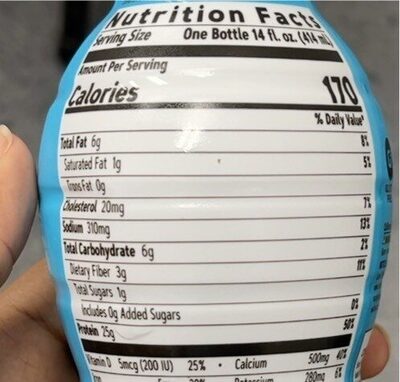 Nutrition Facts
Serving Size One Bottle 14 fl. oz. (414 ml)
Amount Per Serving
Calories 170
% Daily Value*
Total Fat 6g 8%
Saturated Fat 1g 5%
Trans Fat 0g
Cholesterol 20mg 7%
Sodium 310mg 13%
Total Carbohydrate 6g 2%
Dietary Fiber 3g 11%
Total Sugars 1g
Includes 0g Added Sugars 0%
Protein 25g 50%
Vitamin D 5mcg (200 IU) 25% • Calcium 500mg 40%
20% Potassium 280mg 6%